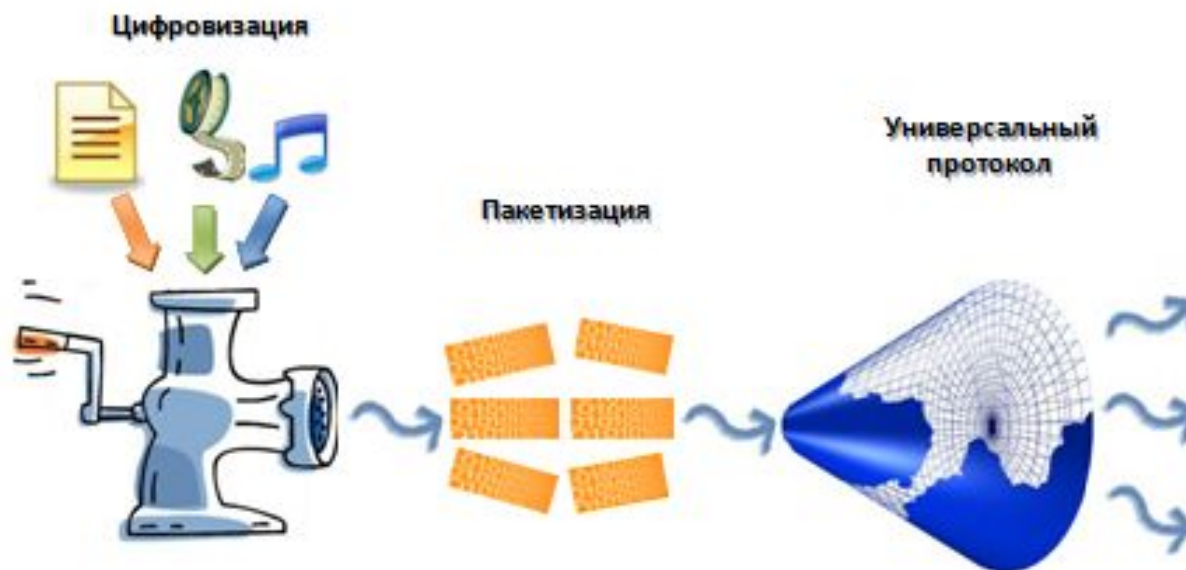 Цифровизация
Пакетизация
Универсальный
протокол